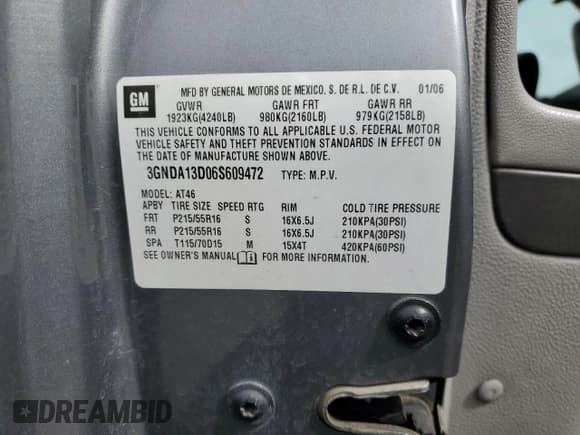 GM
MFD BY GENERAL MOTORS DE MEXICO, S. DE R.L. DE C.V. 01/06
GVWR GAWR FRT GAWR RR
1923KG(4240LB) 980KG(2160LB) 979KG(2158LB)
THIS VEHICLE CONFORMS TO ALL APPLICABLE U.S. FEDERAL MOTOR
VEHICLE SAFETY AND THEFT PREVENTION STANDARDS IN EFFECT ON
THE DATE OF MANUFACTURE SHOWN ABOVE.
3GNDA13D06S609472 TYPE: M.P.V.
MODEL: AT46
APBY TIRE SIZE SPEED RTG RIM COLD TIRE PRESSURE
FRT P215/55R16 S 16X6.5J 210KPA(30PSI)
RR P215/55R16 S 16X6.5J 210KPA(30PSI)
SPA T115/70D15 M 15X4T 420KPA(60PSI)
SEE OWNER'S MANUAL FOR MORE INFORMATION.
DREAMBID